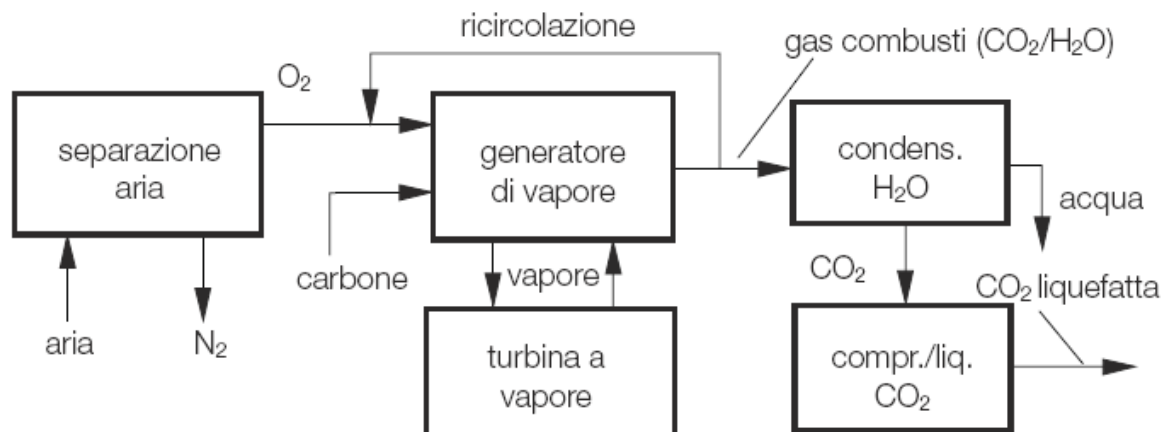 ricircolazione
gas combusti (CO₂/H₂O)
O₂
separazione
aria
generatore
di vapore
condens.
H₂O
acqua
carbone
vapore
CO₂
CO₂ liquefatta
aria
N₂
turbina a
vapore
compr./liq.
CO₂